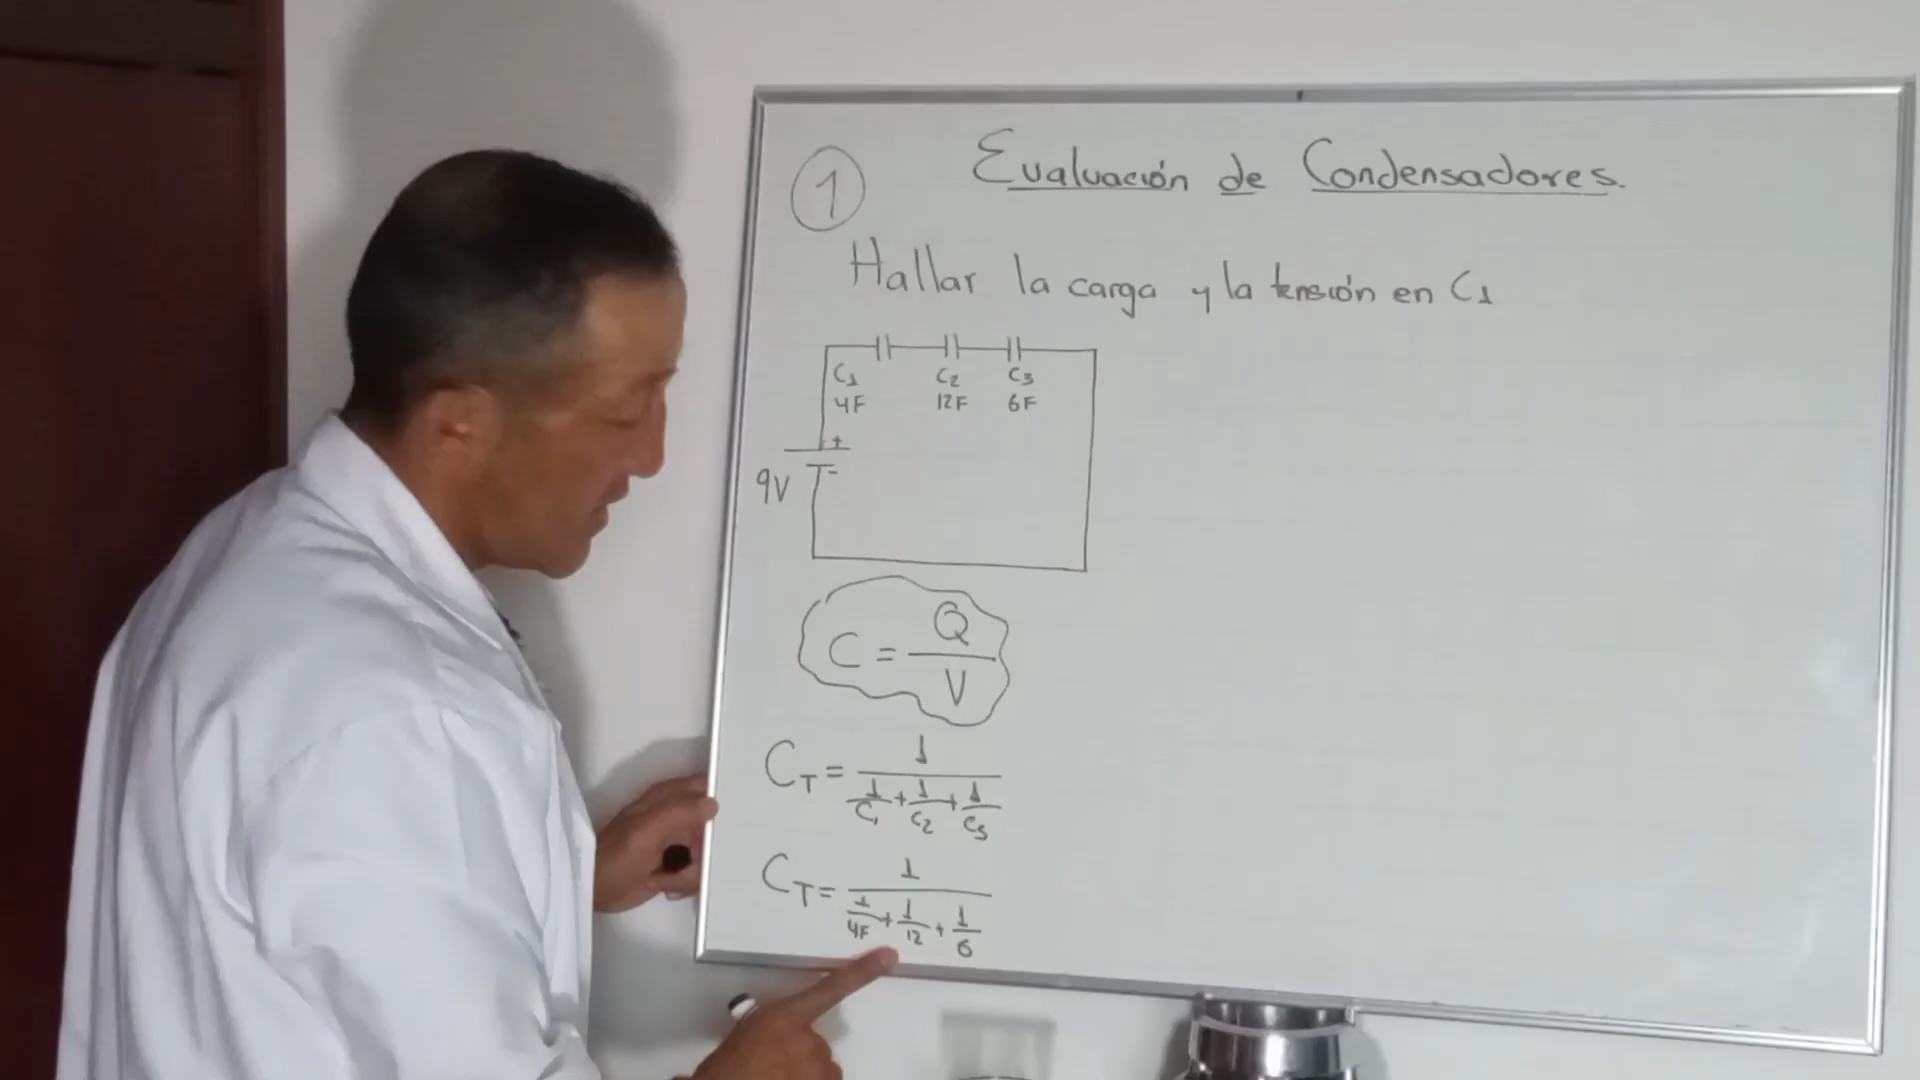 1
Evaluación de Condensadores.
Hallar la carga y la tensión en C1
C1 C2 C3
4F 12F 6F
+
-
9V
C = Q/V
CT = 1/(1/C1 + 1/C2 + 1/C3)
CT = 1/(1/4F + 1/12 + 1/6)